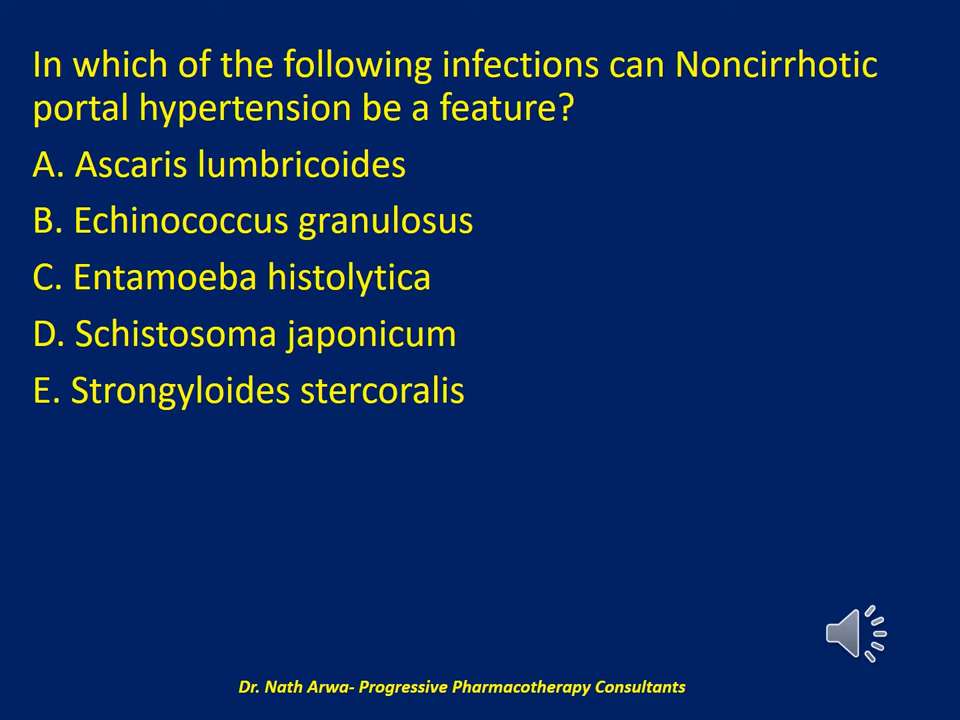 In which of the following infections can Noncirrhotic
portal hypertension be a feature?
A. Ascaris lumbricoides
B. Echinococcus granulosus
C. Entamoeba histolytica
D. Schistosoma japonicum
E. Strongyloides stercoralis
Dr. Nath Arwa- Progressive Pharmacotherapy Consultants